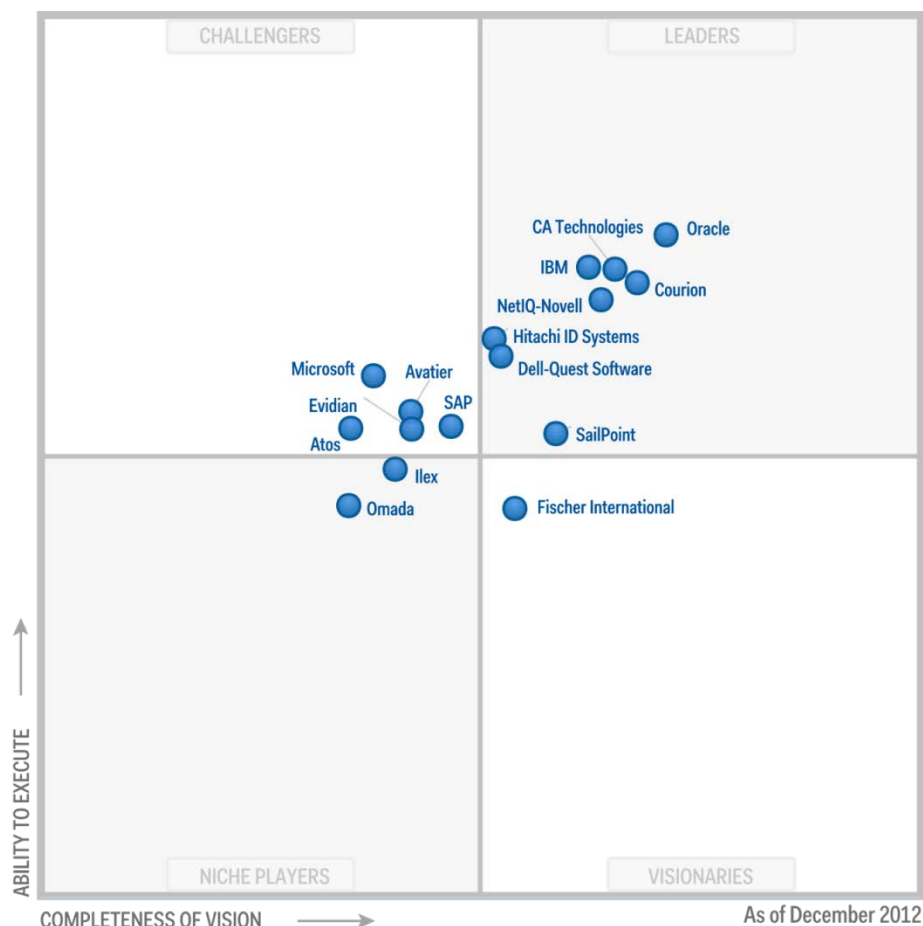 CHALLENGERS
LEADERS
CA Technologies
Oracle
IBM
Courion
NetIQ-Novell
Hitachi ID Systems
Dell-Quest Software
Microsoft
Avatier
Evidian
SAP
Atos
SailPoint
Ilex
Omada
Fischer International
ABILITY TO EXECUTE
NICHE PLAYERS
VISIONARIES
COMPLETENESS OF VISION
As of December 2012